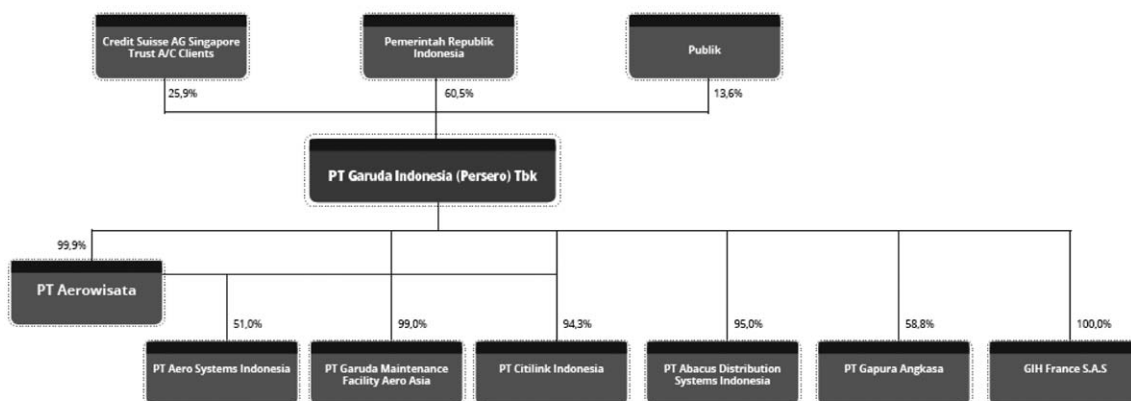 Credit Suisse AG Singapore
Trust A/C Clients
Pemerintah Republik
Indonesia
Publik
25,9%
60,5%
13,6%
PT Garuda Indonesia (Persero) Tbk
99,9%
PT Aerowisata
51,0%
99,0%
94,3%
95,0%
58,8%
100,0%
PT Aero Systems Indonesia
PT Garuda Maintenance
Facility Aero Asia
PT Citilink Indonesia
PT Abacus Distribution
Systems Indonesia
PT Gapura Angkasa
GIH France S.A.S